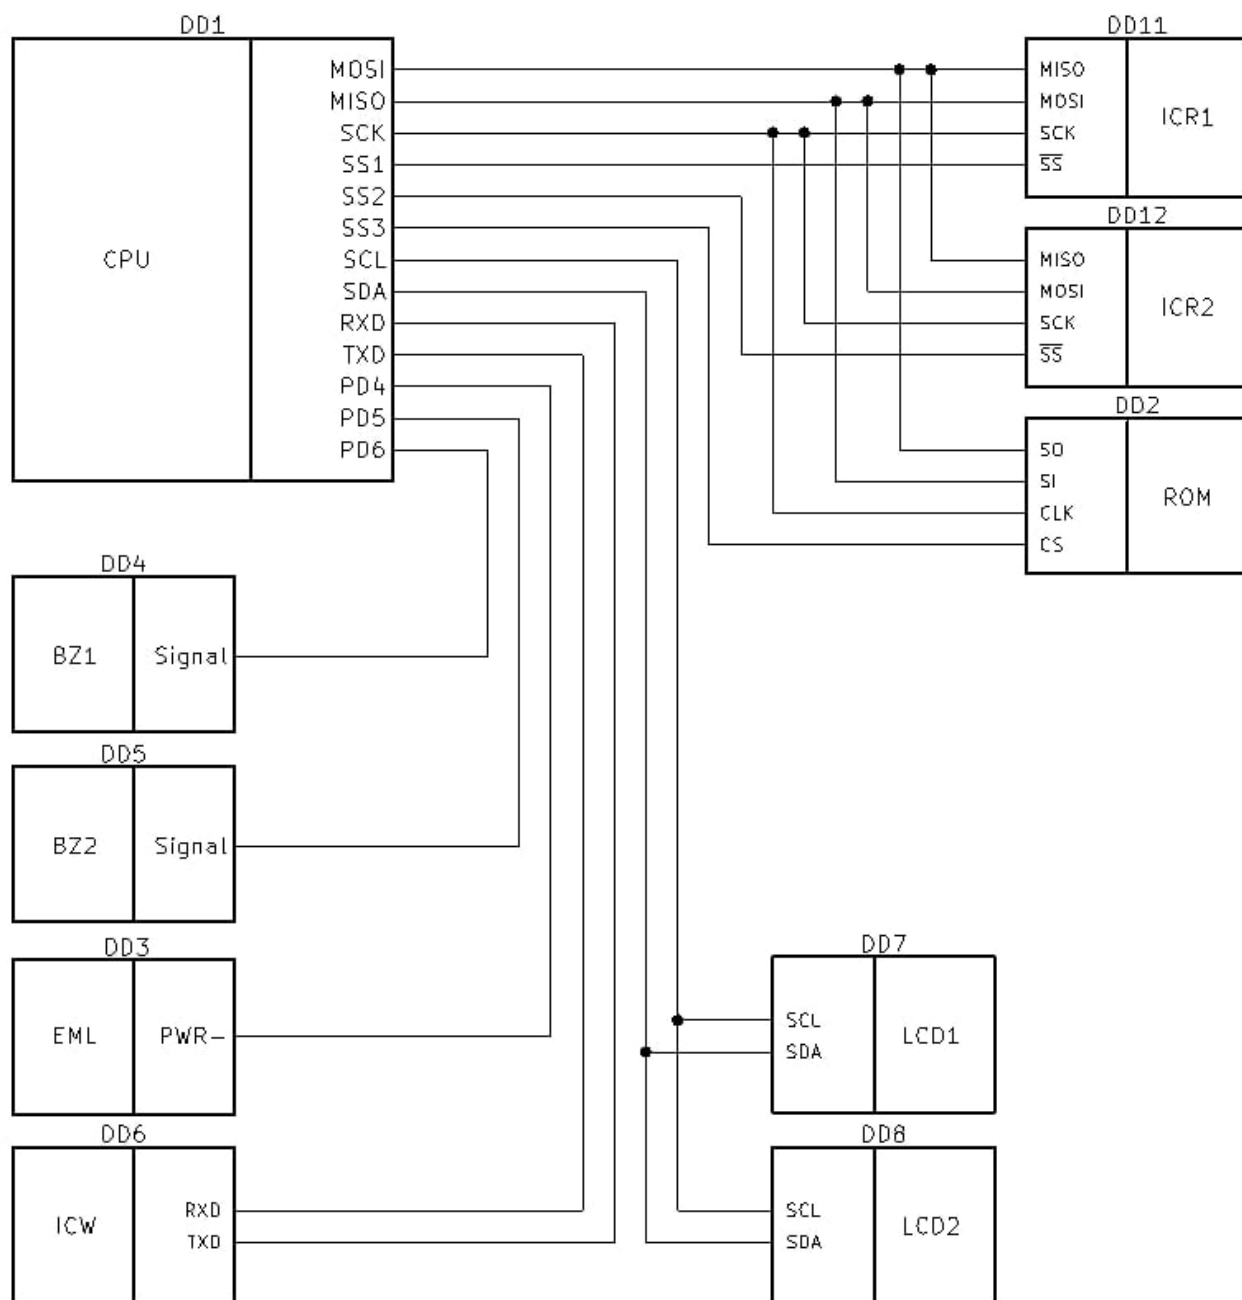 DD1
CPU
MOSI
MISO
SCK
SS1
SS2
SS3
SCL
SDA
RXD
TXD
PD4
PD5
PD6
DD11
MISO
MOSI
SCK
SS
ICR1
DD12
MISO
MOSI
SCK
SS
ICR2
DD2
SO
SI
CLK
CS
ROM
DD4
BZ1 Signal
DD5
BZ2 Signal
DD3
EML PWR-
DD6
ICW
RXD
TXD
DD7
SCL
SDA
LCD1
DD8
SCL
SDA
LCD2